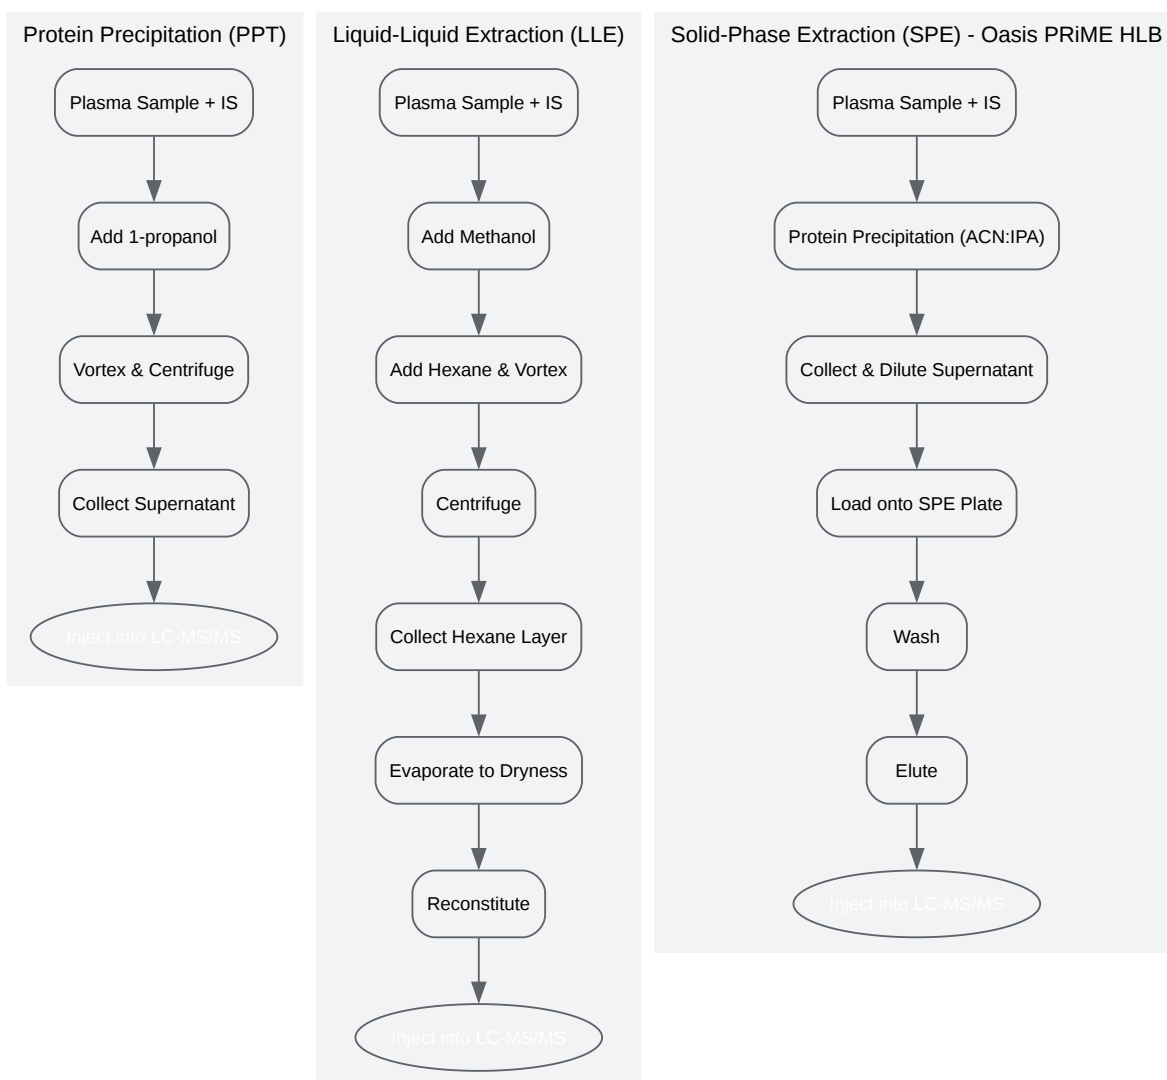 Protein Precipitation (PPT)
Plasma Sample + IS
Add 1-propanol
Vortex & Centrifuge
Collect Supernatant
Inject into LC-MS/MS
Liquid-Liquid Extraction (LLE)
Plasma Sample + IS
Add Methanol
Add Hexane & Vortex
Centrifuge
Collect Hexane Layer
Evaporate to Dryness
Reconstitute
Inject into LC-MS/MS
Solid-Phase Extraction (SPE) - Oasis PRiME HLB
Plasma Sample + IS
Protein Precipitation (ACN:IPA)
Collect & Dilute Supernatant
Load onto SPE Plate
Wash
Elute
Inject into LC-MS/MS